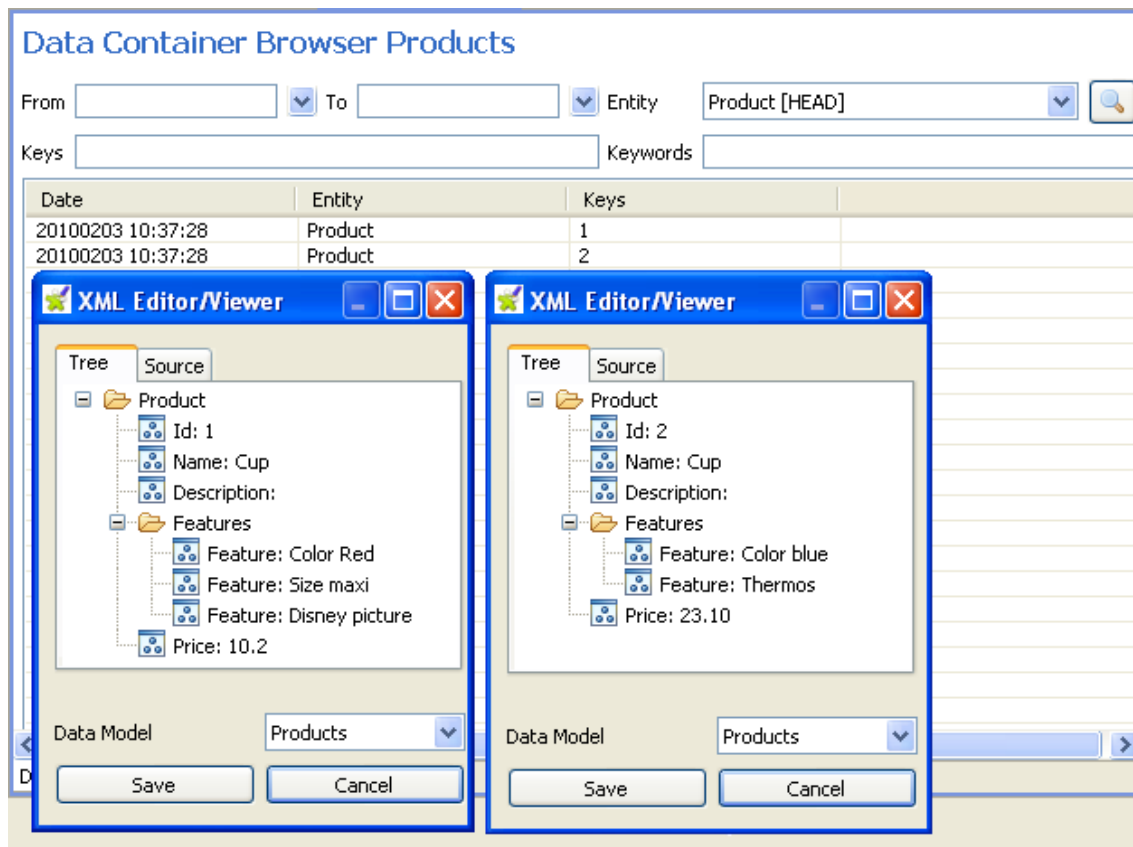 Data Container Browser Products
From To Entity Product [HEAD]
Keys Keywords
Date Entity Keys
20100203 10:37:28 Product 1
20100203 10:37:28 Product 2
XML Editor/Viewer
Tree Source
Product
Id: 1
Name: Cup
Description:
Features
Feature: Color Red
Feature: Size maxi
Feature: Disney picture
Price: 10.2
Data Model Products
Save Cancel
XML Editor/Viewer
Tree Source
Product
Id: 2
Name: Cup
Description:
Features
Feature: Color blue
Feature: Thermos
Price: 23.10
Data Model Products
Save Cancel